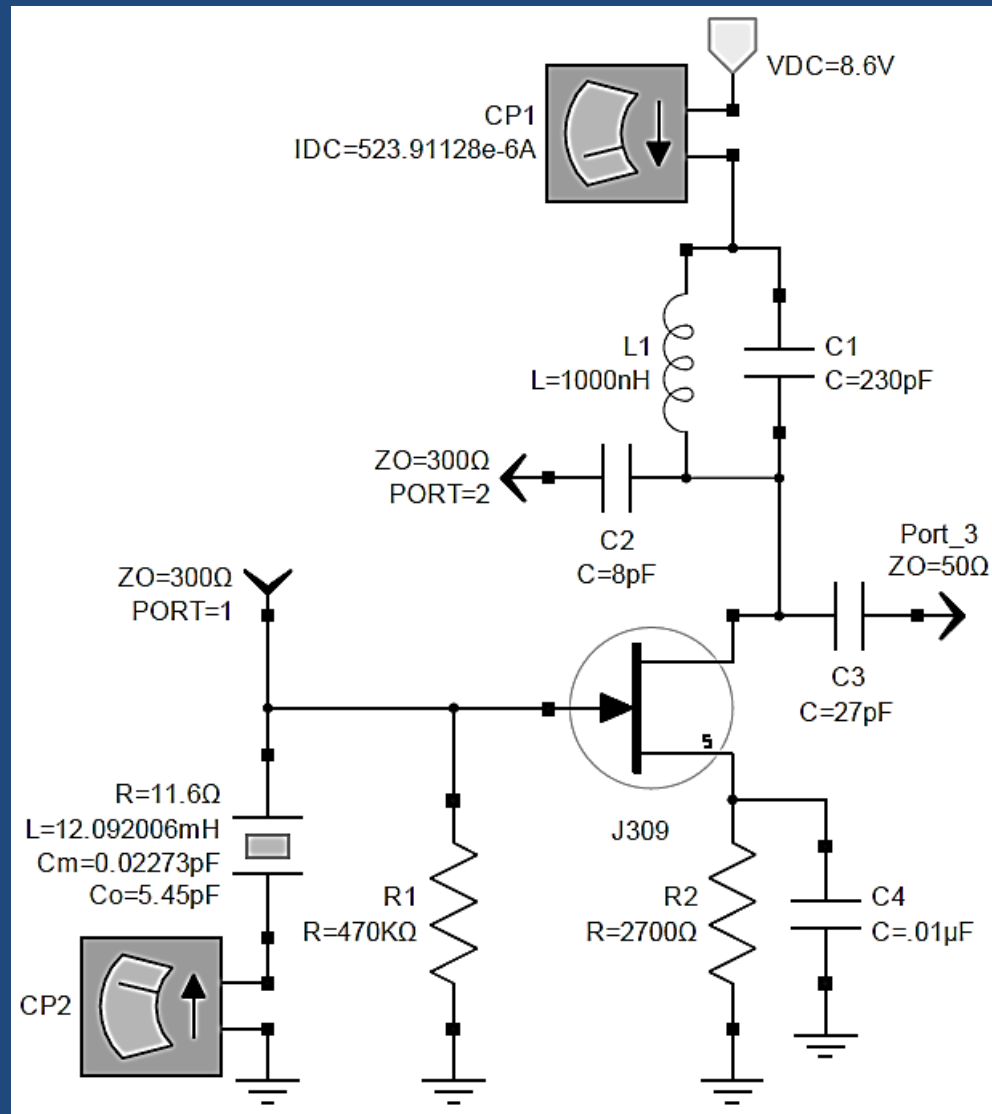 VDC=8.6V
CP1
IDC=523.91128e-6A
L1
L=1000nH
C1
C=230pF
ZO=300Ω
PORT=2
C2
C=8pF
Port_3
ZO=50Ω
C3
C=27pF
ZO=300Ω
PORT=1
S
J309
R=11.6Ω
L=12.092006mH
Cm=0.02273pF
Co=5.45pF
R1
R=470KΩ
R2
R=2700Ω
C4
C=.01µF
CP2